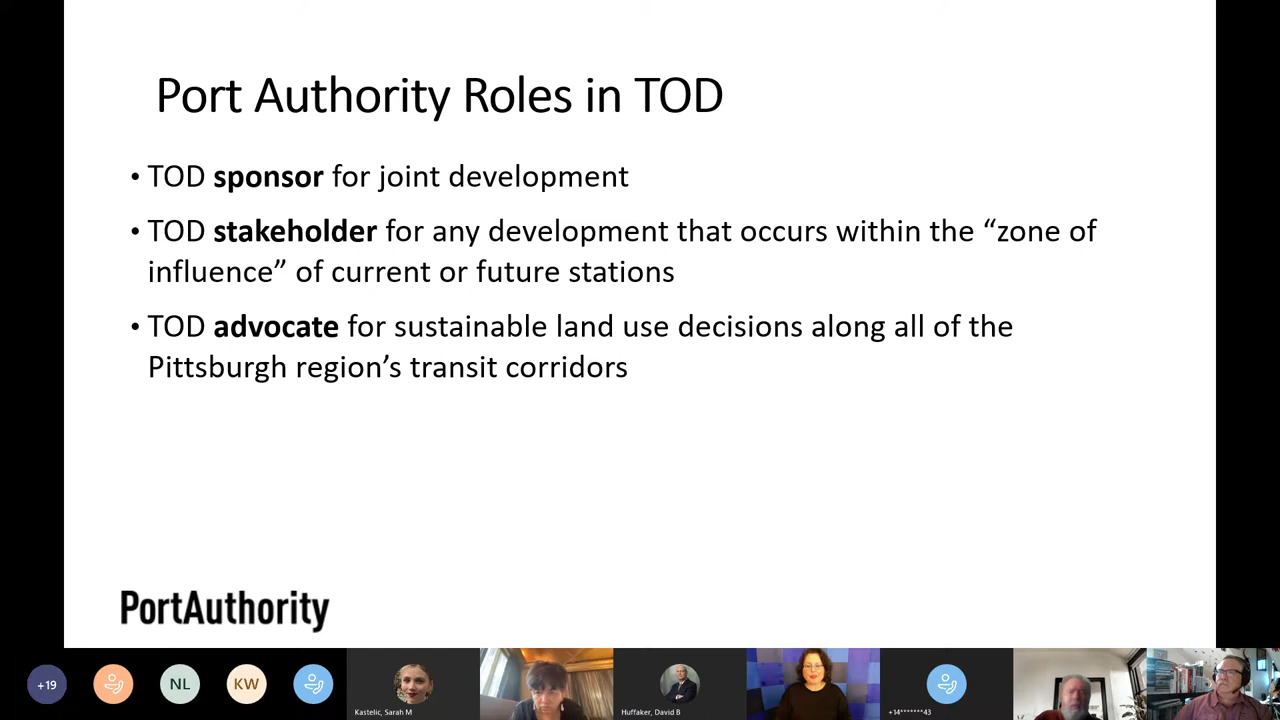 Port Authority Roles in TOD
• TOD sponsor for joint development
• TOD stakeholder for any development that occurs within the “zone of
influence” of current or future stations
• TOD advocate for sustainable land use decisions along all of the
Pittsburgh region’s transit corridors
PortAuthority
+19
NL
KW
Kastelic, Sarah M
Huffaker, David B
+14*******43